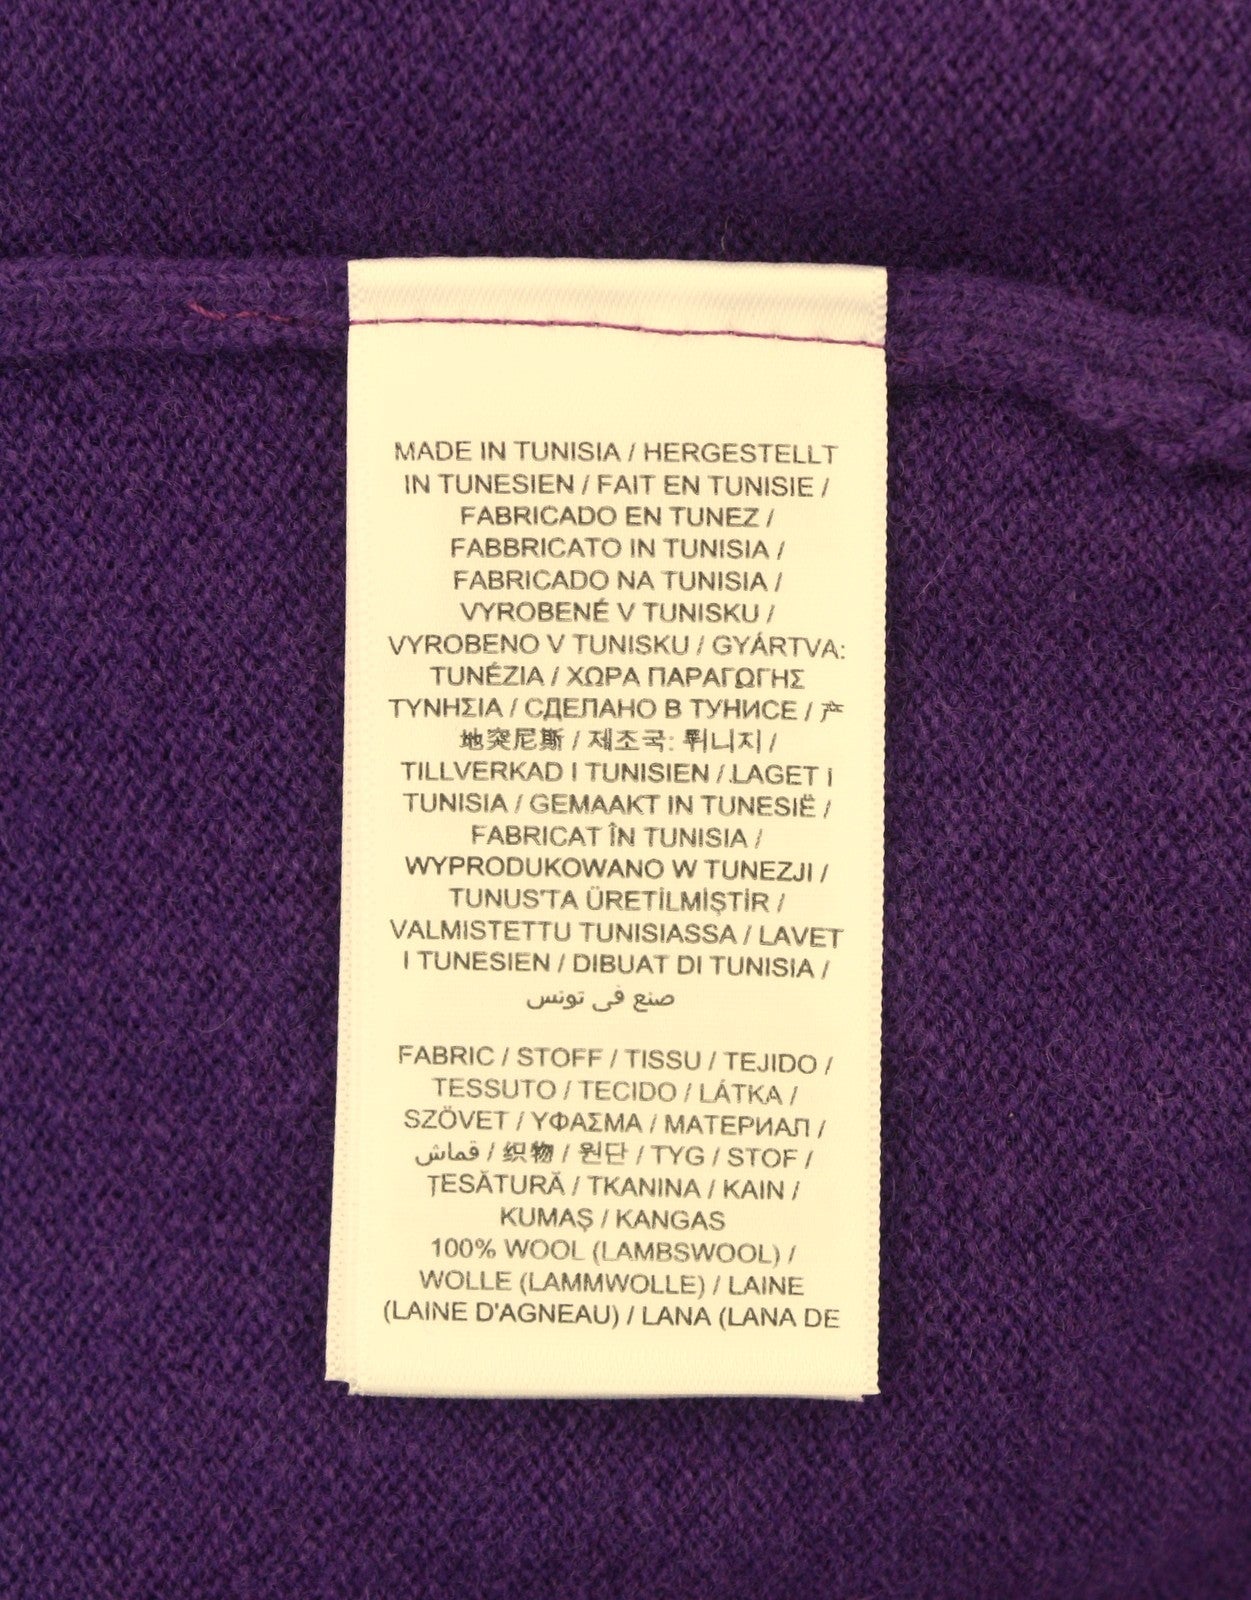 MADE IN TUNISIA / HERGESTELLT
IN TUNESIEN / FAIT EN TUNISIE /
FABRICADO EN TUNEZ /
FABBRICATO IN TUNISIA /
FABRICADO NA TUNISIA /
VYROBENÉ V TUNISKU /
VYROBENO V TUNISKU / GYÁRTVA:
TUNÉZIA / ΧΩΡΑ ΠΑΡΑΓΩΓΗΣ
ΤΥΝΗΣΙΑ / СДЕЛАНО В ТУНИСЕ / 产
地突尼斯 / 제조국: 튀니지 /
TILLVERKAD I TUNISIEN / LAGET I
TUNISIA / GEMAAKT IN TUNESIË /
FABRICAT ÎN TUNISIA /
WYPRODUKOWANO W TUNEZJI /
TUNUS'TA ÜRETİLMİŞTİR /
VALMISTETTU TUNISIASSA / LAVET
I TUNESIEN / DIBUAT DI TUNISIA /
صنع في تونس
FABRIC / STOFF / TISSU / TEJIDO /
TESSUTO / TECIDO / LÁTKA /
SZÖVET / ΥΦΑΣΜΑ / МАТЕРИАЛ /
قماش / 织物 / 원단 / TYG / STOF /
ȚESĂTURĂ / TKANINA / KAIN /
KUMAŞ / KANGAS
100% WOOL (LAMBSWOOL) /
WOLLE (LAMMWOLLE) / LAINE
(LAINE D'AGNEAU) / LANA (LANA DE